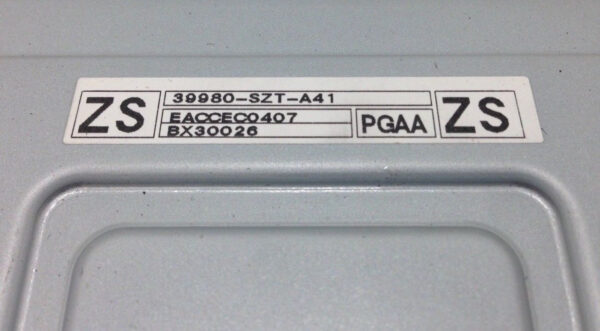 ZS
39980-SZT-A41
EACCEC0407
BX30026
PGAA
ZS